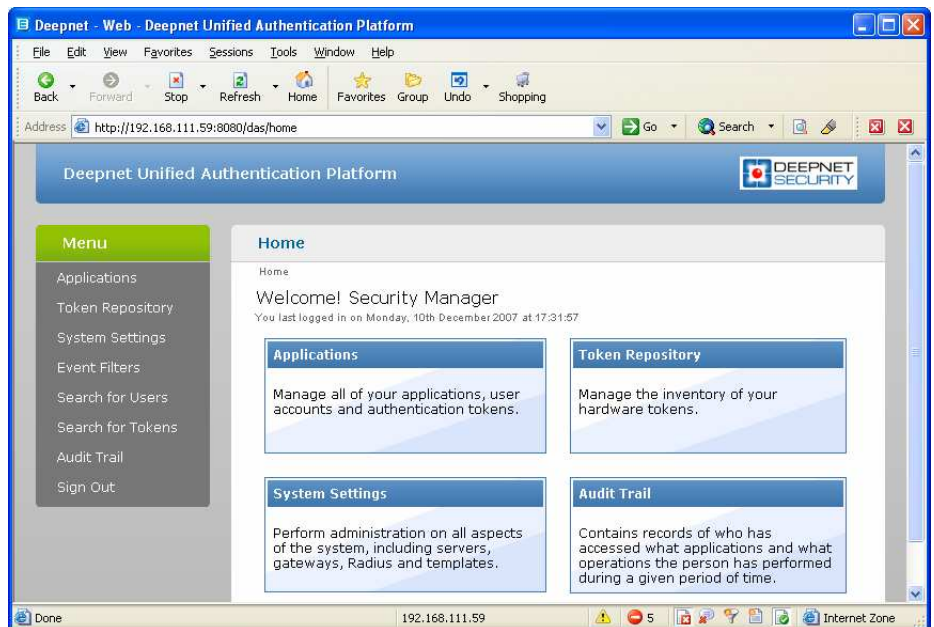 Deepnet - Web - Deepnet Unified Authentication Platform
File Edit View Favorites Sessions Tools Window Help
Back Forward Stop Refresh Home Favorites Group Undo Shopping
Address http://192.168.111.59:8080/das/home Go Search
Deepnet Unified Authentication Platform
DEEPNET
SECURITY
Menu
Applications
Token Repository
System Settings
Event Filters
Search for Users
Search for Tokens
Audit Trail
Sign Out
Home
Home
Welcome! Security Manager
You last logged in on Monday, 10th December 2007 at 17:31:57
Applications
Manage all of your applications, user
accounts and authentication tokens.
Token Repository
Manage the inventory of your
hardware tokens.
System Settings
Perform administration on all aspects
of the system, including servers,
gateways, Radius and templates.
Audit Trail
Contains records of who has
accessed what applications and what
operations the person has performed
during a given period of time.
Done 192.168.111.59 5 Internet Zone